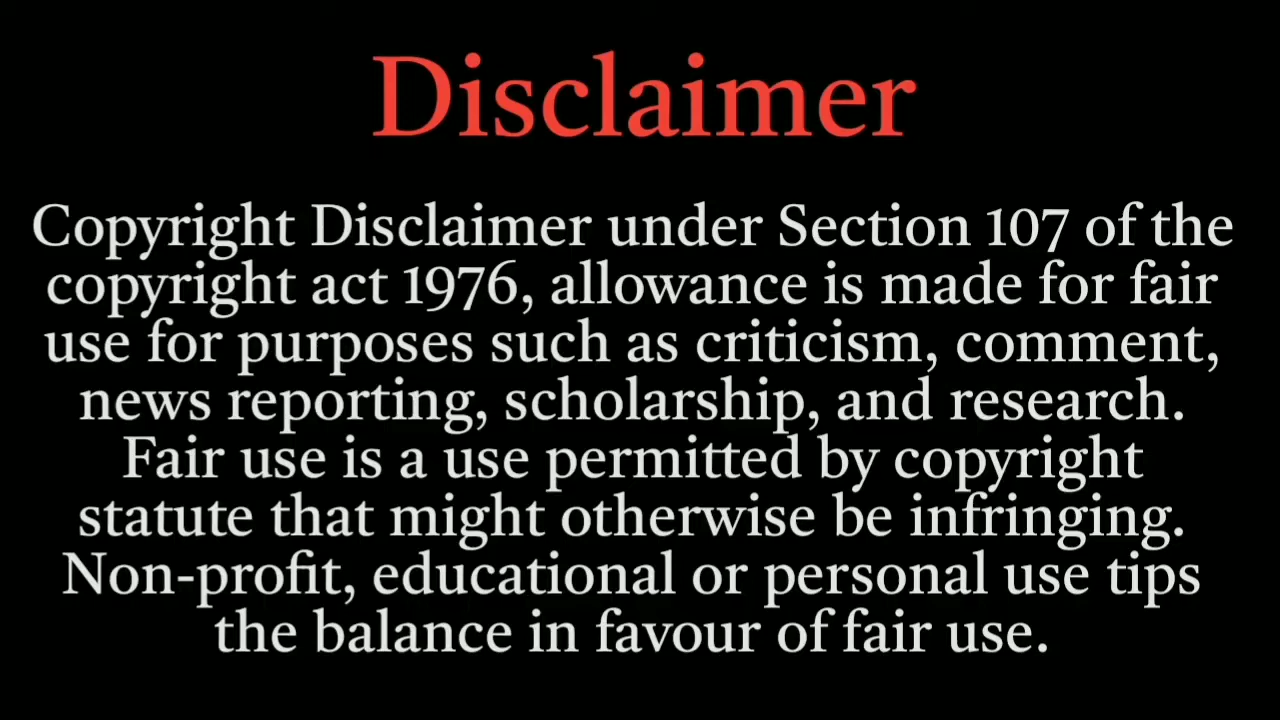 Disclaimer
Copyright Disclaimer under Section 107 of the
copyright act 1976, allowance is made for fair
use for purposes such as criticism, comment,
news reporting, scholarship, and research.
Fair use is a use permitted by copyright
statute that might otherwise be infringing.
Non-profit, educational or personal use tips
the balance in favour of fair use.